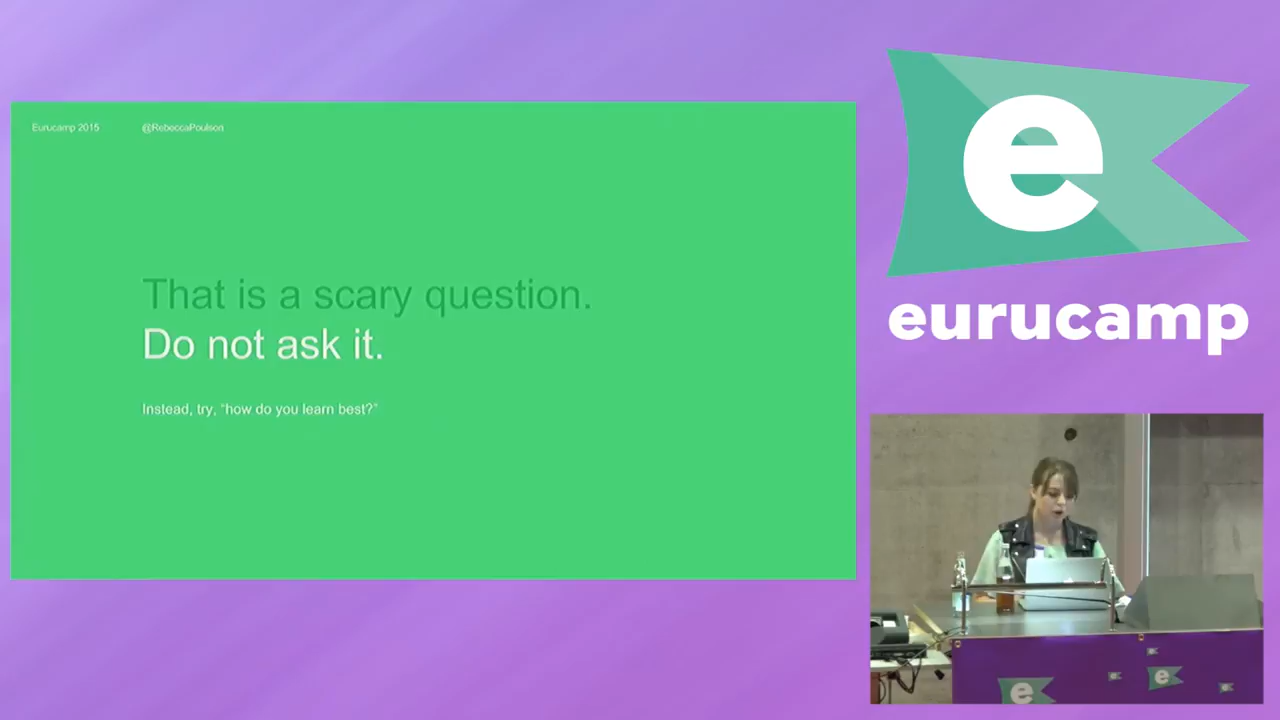 Eurucamp 2015 @RebeccaPoulson
That is a scary question.
Do not ask it.
Instead, try, “how do you learn best?”
e
eurucamp
e
e